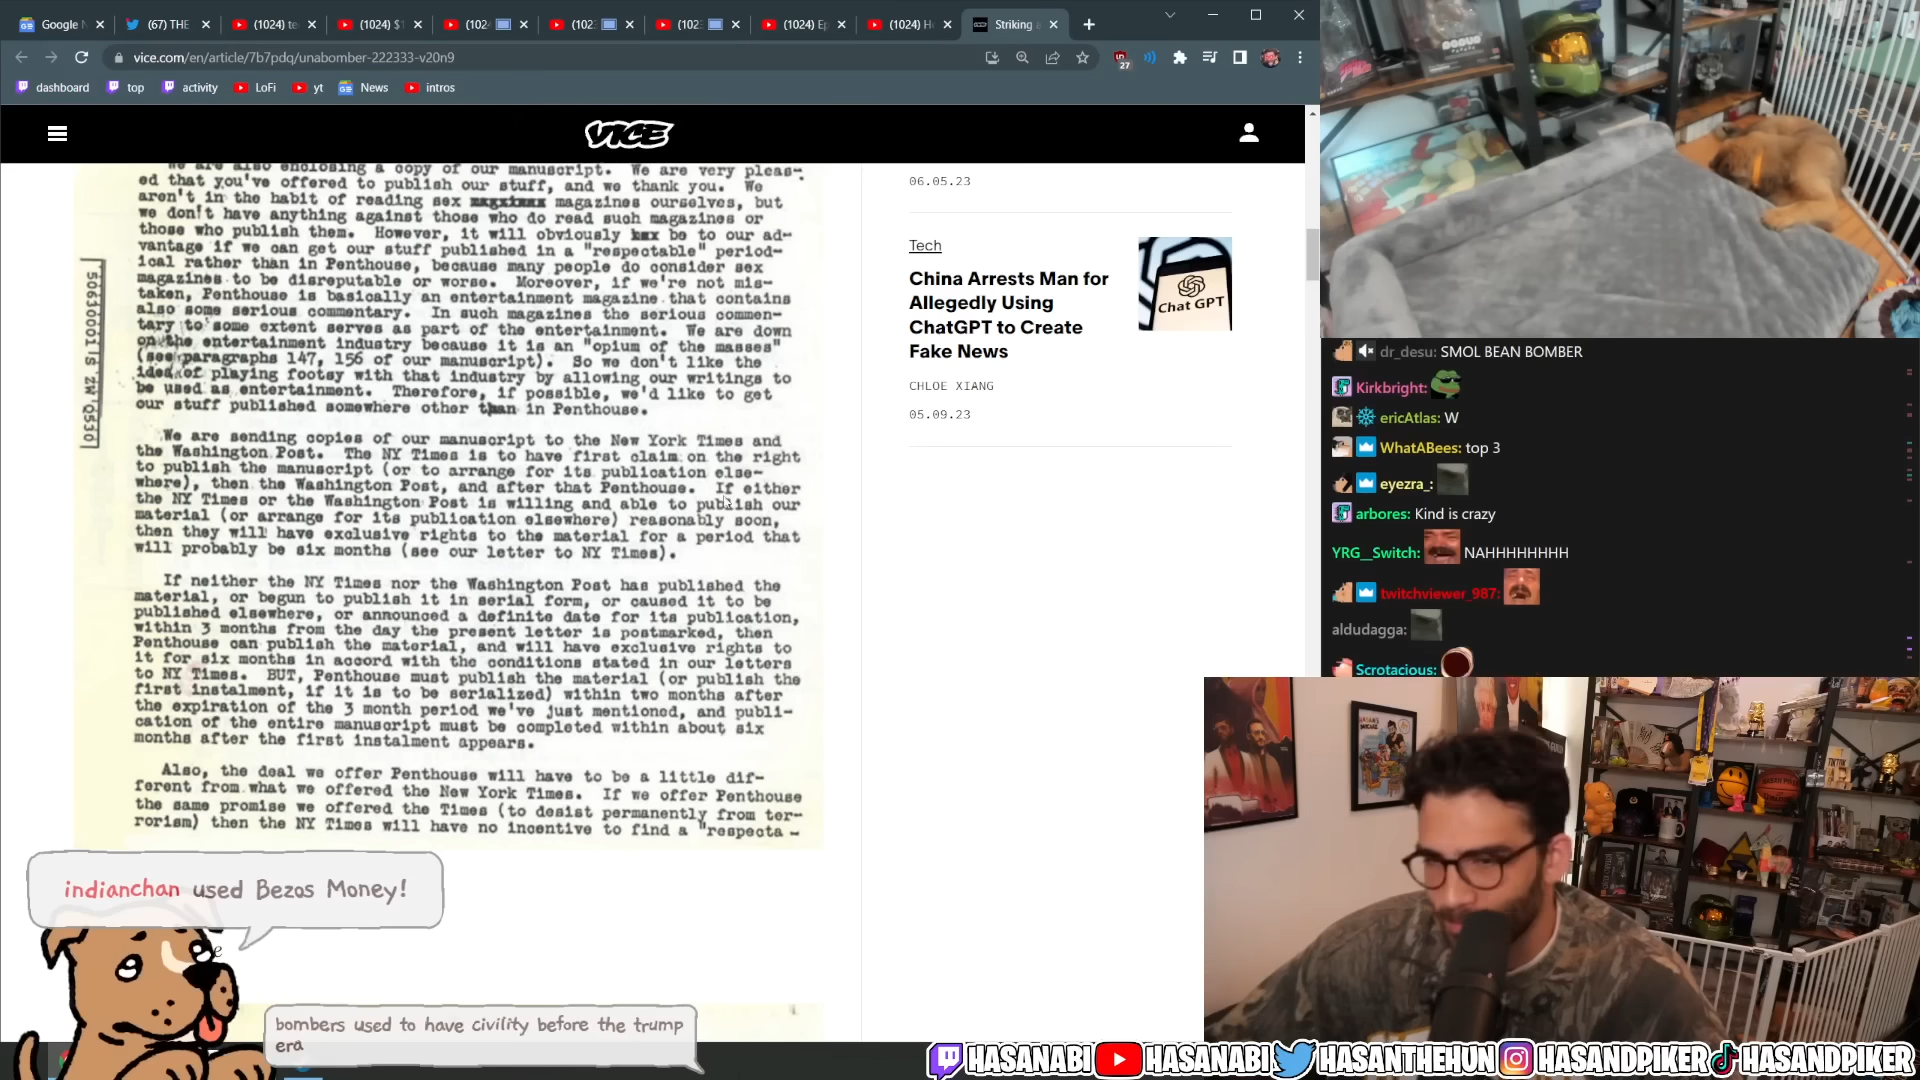 Google N
(67) THE
(1024) te
(1024) $1
(1024
(102
(102
(1024) Ep
(1024) H
Striking a
vice.com/en/article/7b7pdq/unabomber-222333-v20n9
27
dashboard
top
activity
LoFi
yt
News
intros
VICE
We are also enclosing a copy of our manuscript. We are very pleas-
ed that you've offered to publish our stuff, and we thank you. We
aren't in the habit of reading sex magazines ourselves, but
we don't have anything against those who do read such magazines or
those who publish them. However, it will obviously be to our ad-
vantage if we can get our stuff published in a "respectable" period-
ical rather than in Penthouse, because many people do consider sex
magazines to be disreputable or worse. Moreover, if we're not mis-
taken, Penthouse is basically an entertainment magazine that contains
also some serious commentary. In such magazines the serious commen-
tary to some extent serves as part of the entertainment. We are down
on the entertainment industry because it is an "opium of the masses"
(see paragraphs 147, 156 of our manuscript). So we don't like the
idea of playing footsy with that industry by allowing our writings to
be used as entertainment. Therefore, if possible, we'd like to get
our stuff published somewhere other than in Penthouse.
We are sending copies of our manuscript to the New York Times and
the Washington Post. The NY Times is to have first claim on the right
to publish the manuscript (or to arrange for its publication else-
where), then the Washington Post, and after that Penthouse. If either
the NY Times or the Washington Post is willing and able to publish our
material (or arrange for its publication elsewhere) reasonably soon,
then they will have exclusive rights to the material for a period that
will probably be six months (see our letter to NY Times).
If neither the NY Times nor the Washington Post has published the
material, or begun to publish it in serial form, or caused it to be
published elsewhere, or announced a definite date for its publication,
within 3 months from the day the present letter is postmarked, then
Penthouse can publish the material, and will have exclusive rights to
it for six months in accord with the conditions stated in our letters
to NY Times. BUT, Penthouse must publish the material (or publish the
first instalment, if it is to be serialized) within two months after
the expiration of the 3 month period we've just mentioned, and publi-
cation of the entire manuscript must be completed within about six
months after the first instalment appears.
Also, the deal we offer Penthouse will have to be a little dif-
ferent from what we offered the New York Times. If we offer Penthouse
the same promise we offered the Times (to desist permanently from ter-
rorism) then the NY Times will have no incentive to find a "respecta -
06.05.23
Tech
China Arrests Man for
Allegedly Using
ChatGPT to Create
Fake News
Chat GPT
CHLOE XIANG
05.09.23
dr_desu: SMOL BEAN BOMBER
Kirkbright:
ericAtlas: W
WhatABees: top 3
eyezra_:
arbores: Kind is crazy
YRG__Switch: NAHHHHHHHH
twitchviewer_987:
aldudagga:
Scrotacious:
indianchan used Bezos Money!
bombers used to have civility before the trump
era
HASANABI HASANABI HASANTHEHUN HASANDPIKER HASANDPIKER